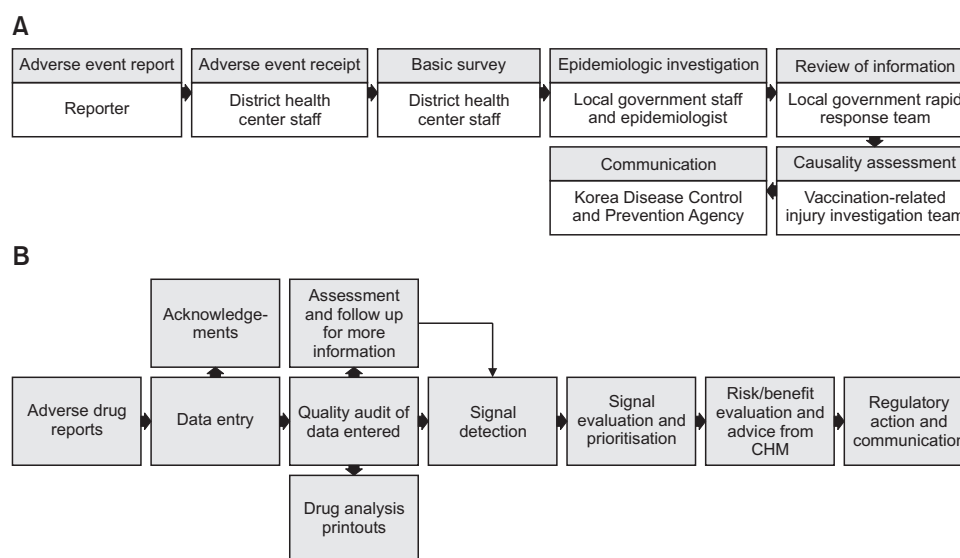 A
Adverse event report
Reporter
Adverse event receipt
District health
center staff
Basic survey
District health
center staff
Epidemiologic investigation
Local government staff
and epidemiologist
Review of information
Local government rapid
response team
Communication
Korea Disease Control
and Prevention Agency
Causality assessment
Vaccination-related
injury investigation team
B
Acknowledge-
ments
Assessment
and follow up
for more
information
Adverse drug
reports
Data entry
Quality audit of
data entered
Signal
detection
Signal
evaluation and
prioritisation
Risk/benefit
evaluation and
advice from
CHM
Regulatory
action and
communication
Drug analysis
printouts